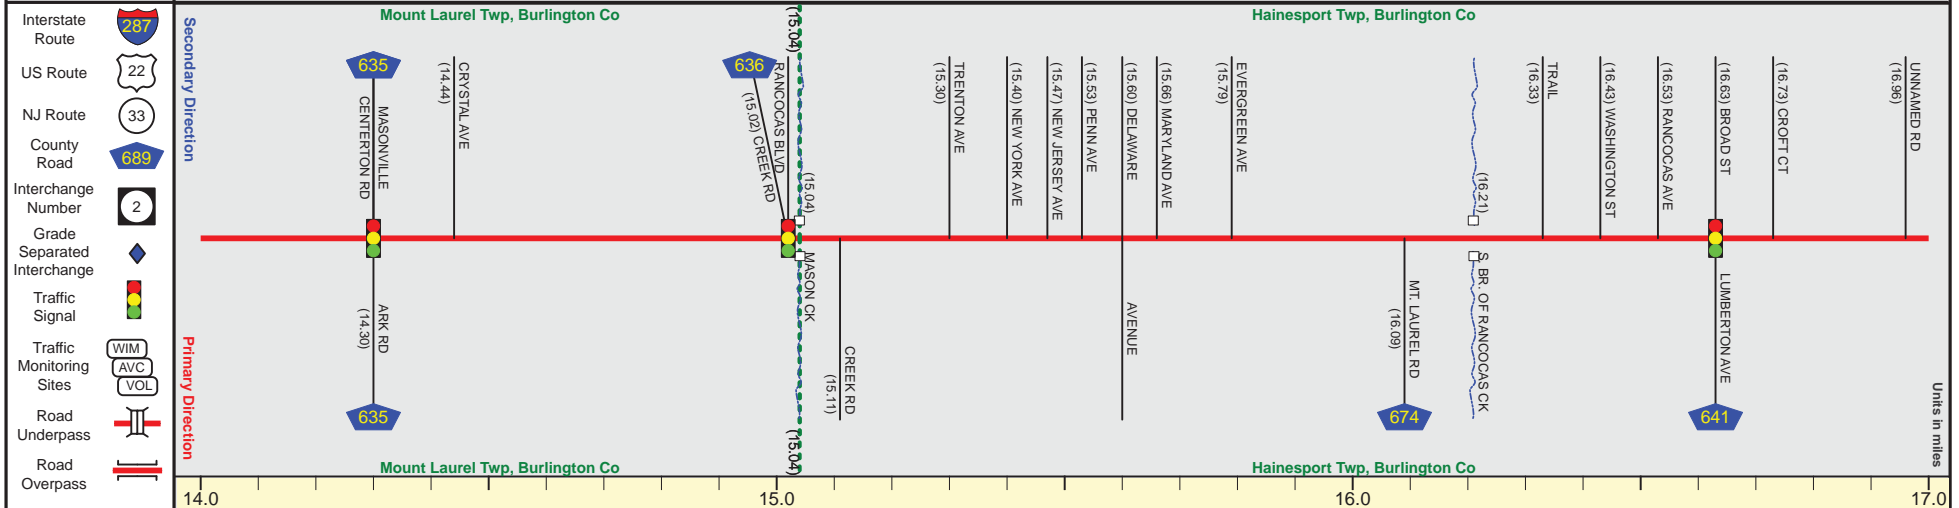 Interstate
Route
287
US Route
22
NJ Route
33
County
Road
689
Interchange
Number
2
Grade
Separated
Interchange
Traffic
Signal
Traffic
Monitoring
Sites
WIM
AVC
VOL
Road
Underpass
Road
Overpass
Secondary Direction
Primary Direction
Mount Laurel Twp, Burlington Co
(15.04)
Hainesport Twp, Burlington Co
635
MASONVILLE
CENTERTON RD
CRYSTAL AVE
(14.44)
636
RANCOCAS BLVD
(15.02) CREEK RD
(15.04)
TRENTON AVE
(15.30)
(15.40) NEW YORK AVE
(15.47) NEW JERSEY AVE
(15.53) PENN AVE
(15.60) DELAWARE
(15.66) MARYLAND AVE
EVERGREEN AVE
(15.79)
(16.21)
TRAIL
(16.33)
(16.43) WASHINGTON ST
(16.53) RANCOCAS AVE
(16.63) BROAD ST
(16.73) CROFT CT
UNNAMED RD
(16.96)
ARK RD
(14.30)
635
MASON CK
CREEK RD
(15.11)
AVENUE
MT. LAUREL RD
(16.09)
674
S. BR. OF RANCOCAS CK
LUMBERTON AVE
641
Units in miles
Mount Laurel Twp, Burlington Co
(15.04)
Hainesport Twp, Burlington Co
14.0
15.0
16.0
17.0